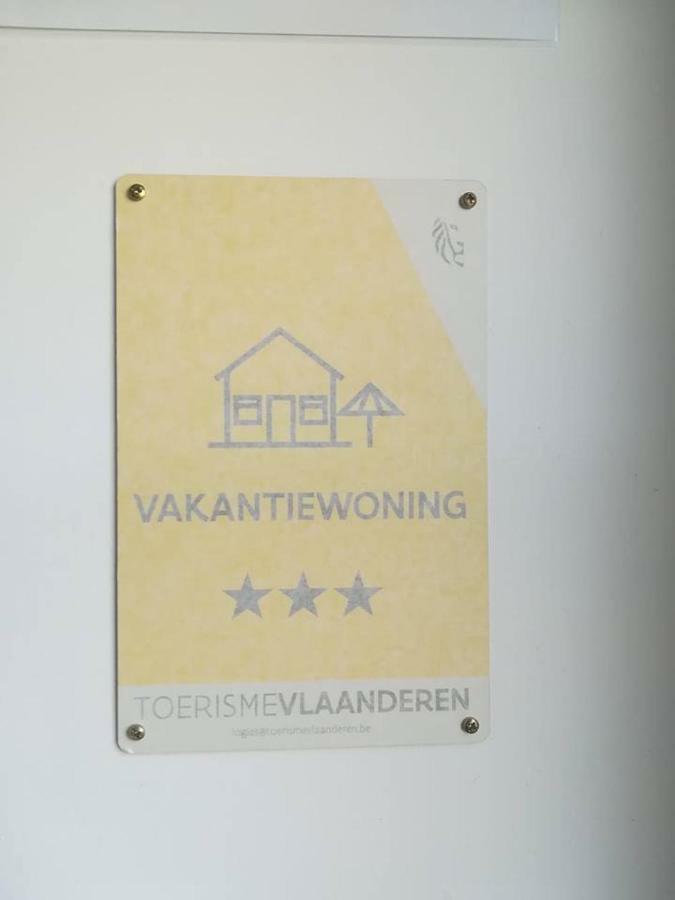 VAKANTIEWONING
TOERISMEVLAANDEREN
logies@toerismevlaanderen.be